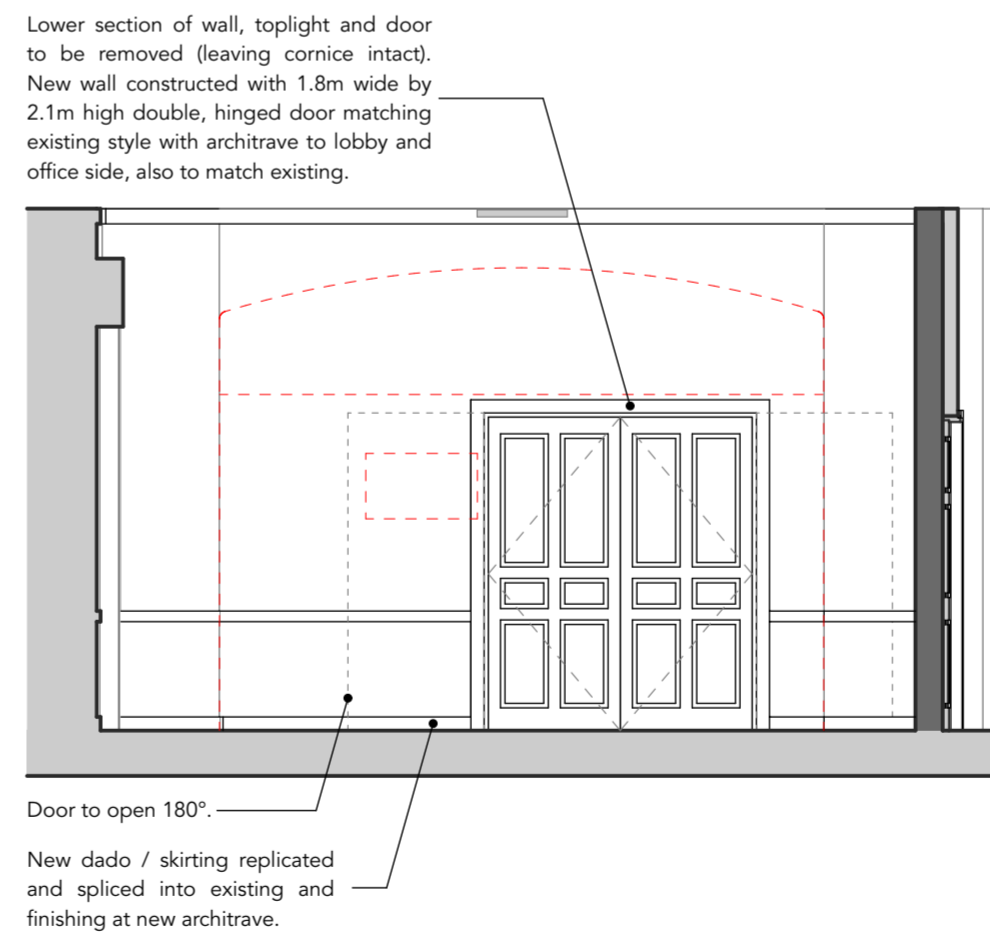 Lower section of wall, toplight and door
to be removed (leaving cornice intact).
New wall constructed with 1.8m wide by
2.1m high double, hinged door matching
existing style with architrave to lobby and
office side, also to match existing.
Door to open 180°.
New dado / skirting replicated
and spliced into existing and
finishing at new architrave.